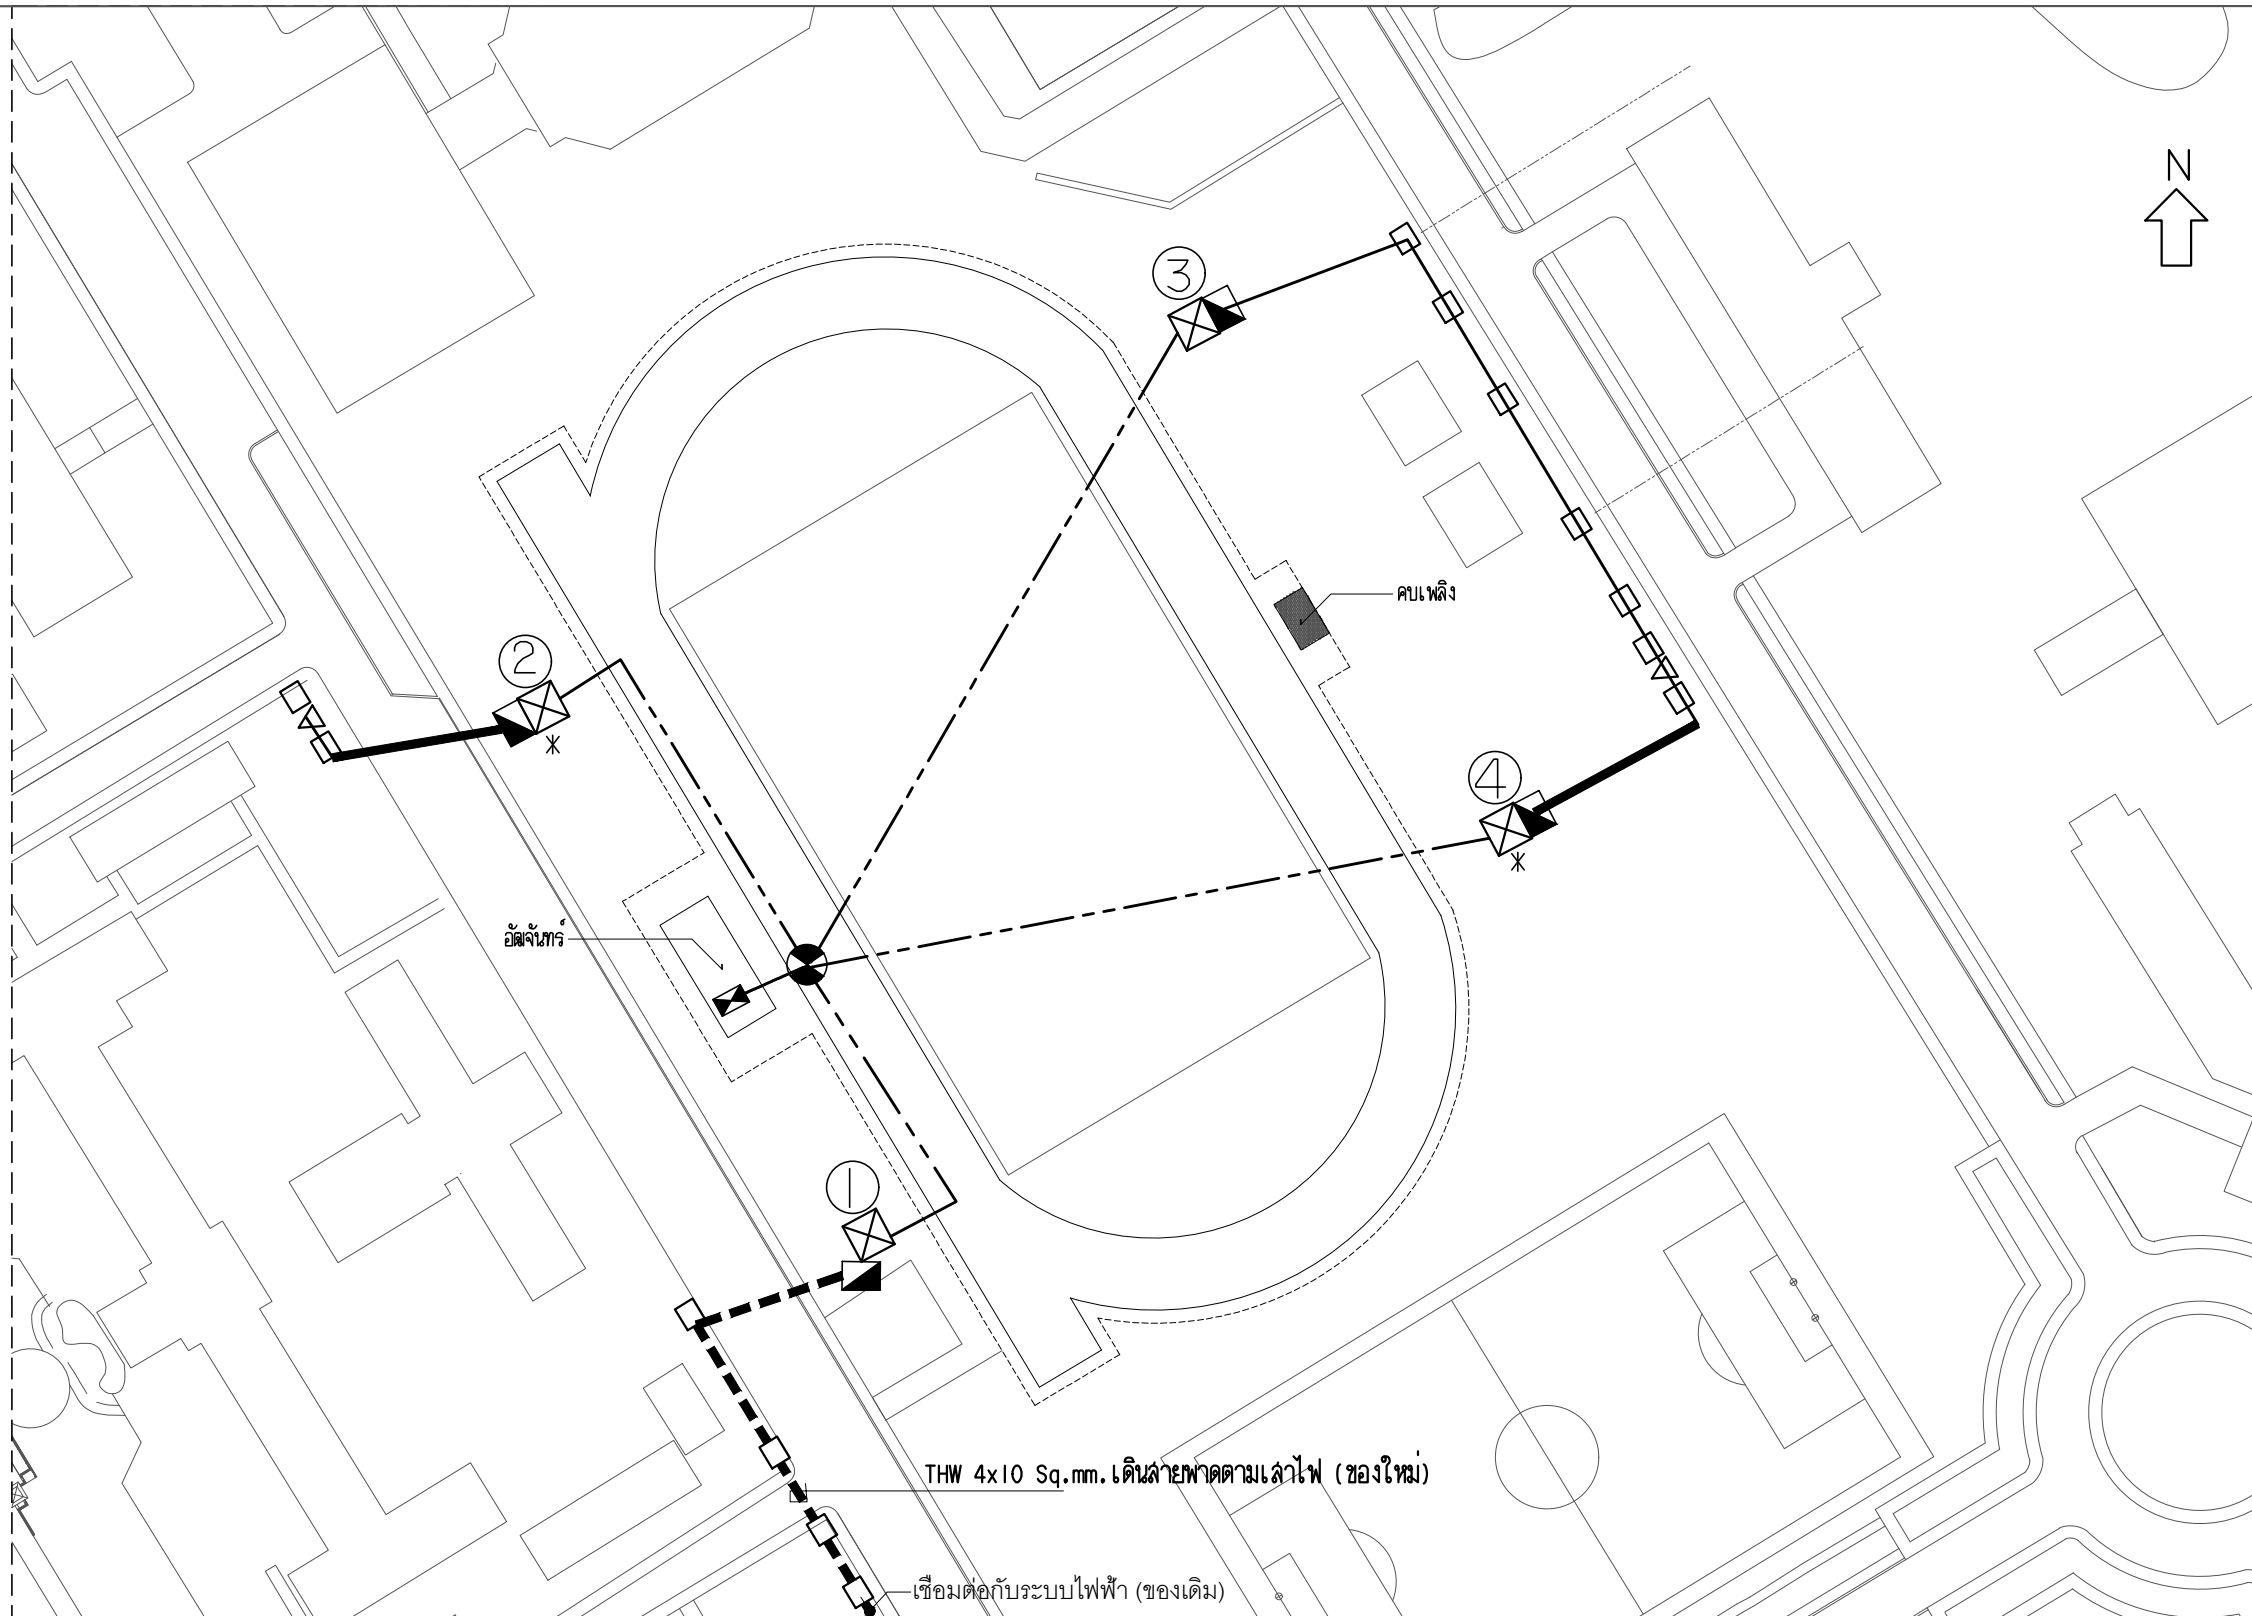 N
3
คบเพลิง
2
4
*
*
อัฒจันทร์
1
THW 4x10 Sq.mm.เดินสายพาดตามเสาไฟ (ของใหม่)
เชื่อมต่อกับระบบไฟฟ้า (ของเดิม)